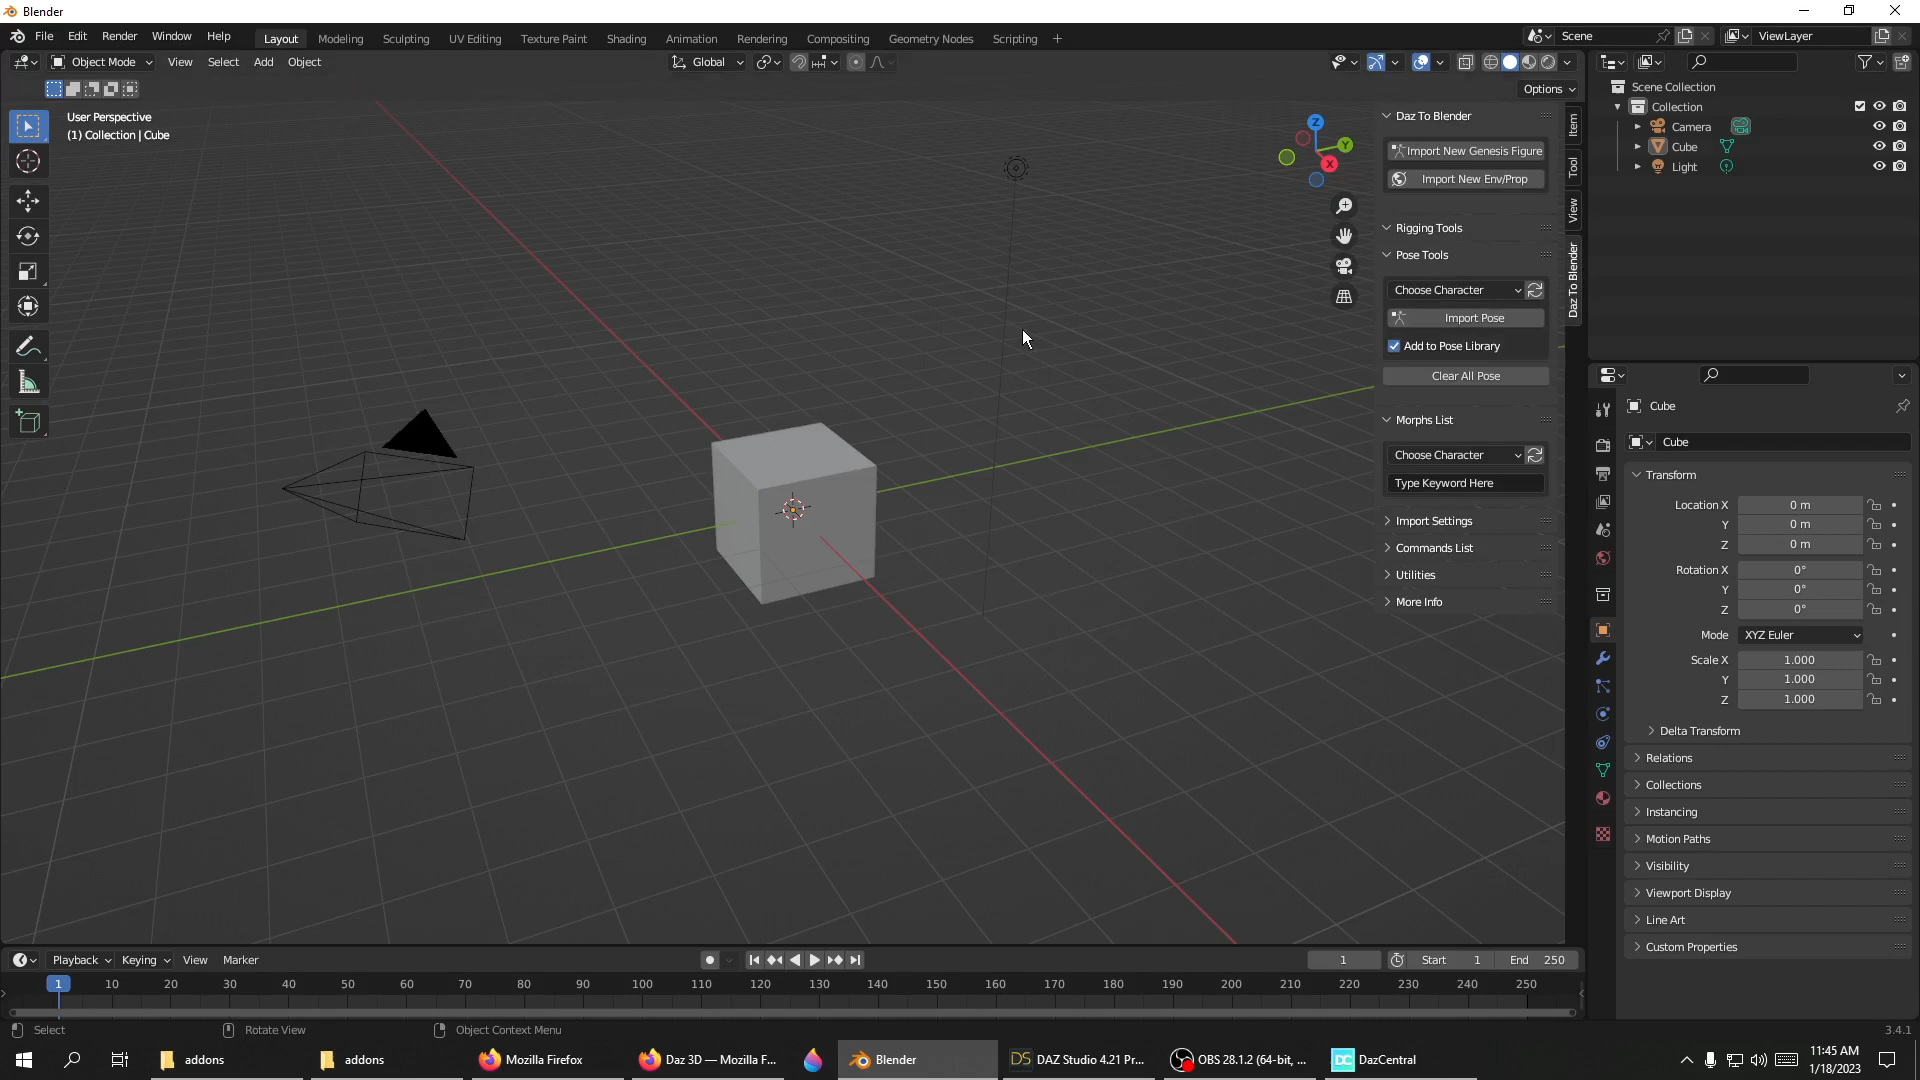 Blender
File Edit Render Window Help Layout Modeling Sculpting UV Editing Texture Paint Shading Animation Rendering Compositing Geometry Nodes Scripting + Scene ViewLayer
Object Mode View Select Add Object Global
Options
User Perspective
(1) Collection | Cube
Z
Y
X
Daz To Blender
Import New Genesis Figure
Import New Env/Prop
Rigging Tools
Pose Tools
Choose Character
Import Pose
Add to Pose Library
Clear All Pose
Morphs List
Choose Character
Type Keyword Here
Import Settings
Commands List
Utilities
More Info
Item
Tool
View
Daz To Blender
Scene Collection
Collection
Camera
Cube
Light
Cube
Cube
Transform
Location X 0 m
Y 0 m
Z 0 m
Rotation X 0°
Y 0°
Z 0°
Mode XYZ Euler
Scale X 1.000
Y 1.000
Z 1.000
Delta Transform
Relations
Collections
Instancing
Motion Paths
Visibility
Viewport Display
Line Art
Custom Properties
Playback Keying View Marker 1 Start 1 End 250
1 10 20 30 40 50 60 70 80 90 100 110 120 130 140 150 160 170 180 190 200 210 220 230 240 250
Select Rotate View Object Context Menu 3.4.1
addons addons Mozilla Firefox Daz 3D — Mozilla F... Blender DS DAZ Studio 4.21 Pr... OBS 28.1.2 (64-bit, ... DC DazCentral
11:45 AM
1/18/2023